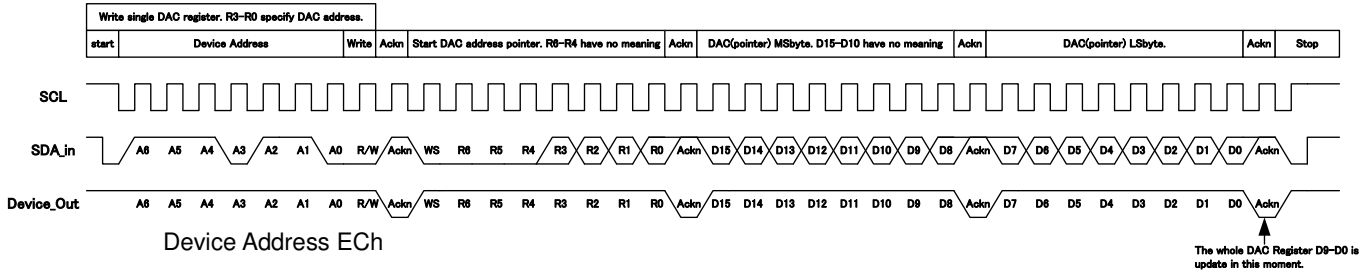 Write single DAC register. R3-R0 specify DAC address.
start Device Address Write Ackn Start DAC address pointer. R6-R4 have no meaning Ackn DAC(pointer) MSbyte. D15-D10 have no meaning Ackn DAC(pointer) LSbyte. Ackn Stop
SCL
SDA_in A6 A5 A4 A3 A2 A1 A0 R/W Ackn WS R6 R5 R4 R3 R2 R1 R0 Ackn D15 D14 D13 D12 D11 D10 D9 D8 Ackn D7 D6 D5 D4 D3 D2 D1 D0 Ackn
Device_Out A6 A5 A4 A3 A2 A1 A0 R/W Ackn WS R6 R5 R4 R3 R2 R1 R0 Ackn D15 D14 D13 D12 D11 D10 D9 D8 Ackn D7 D6 D5 D4 D3 D2 D1 D0 Ackn
Device Address ECh
The whole DAC Register D9-D0 is
update in this moment.